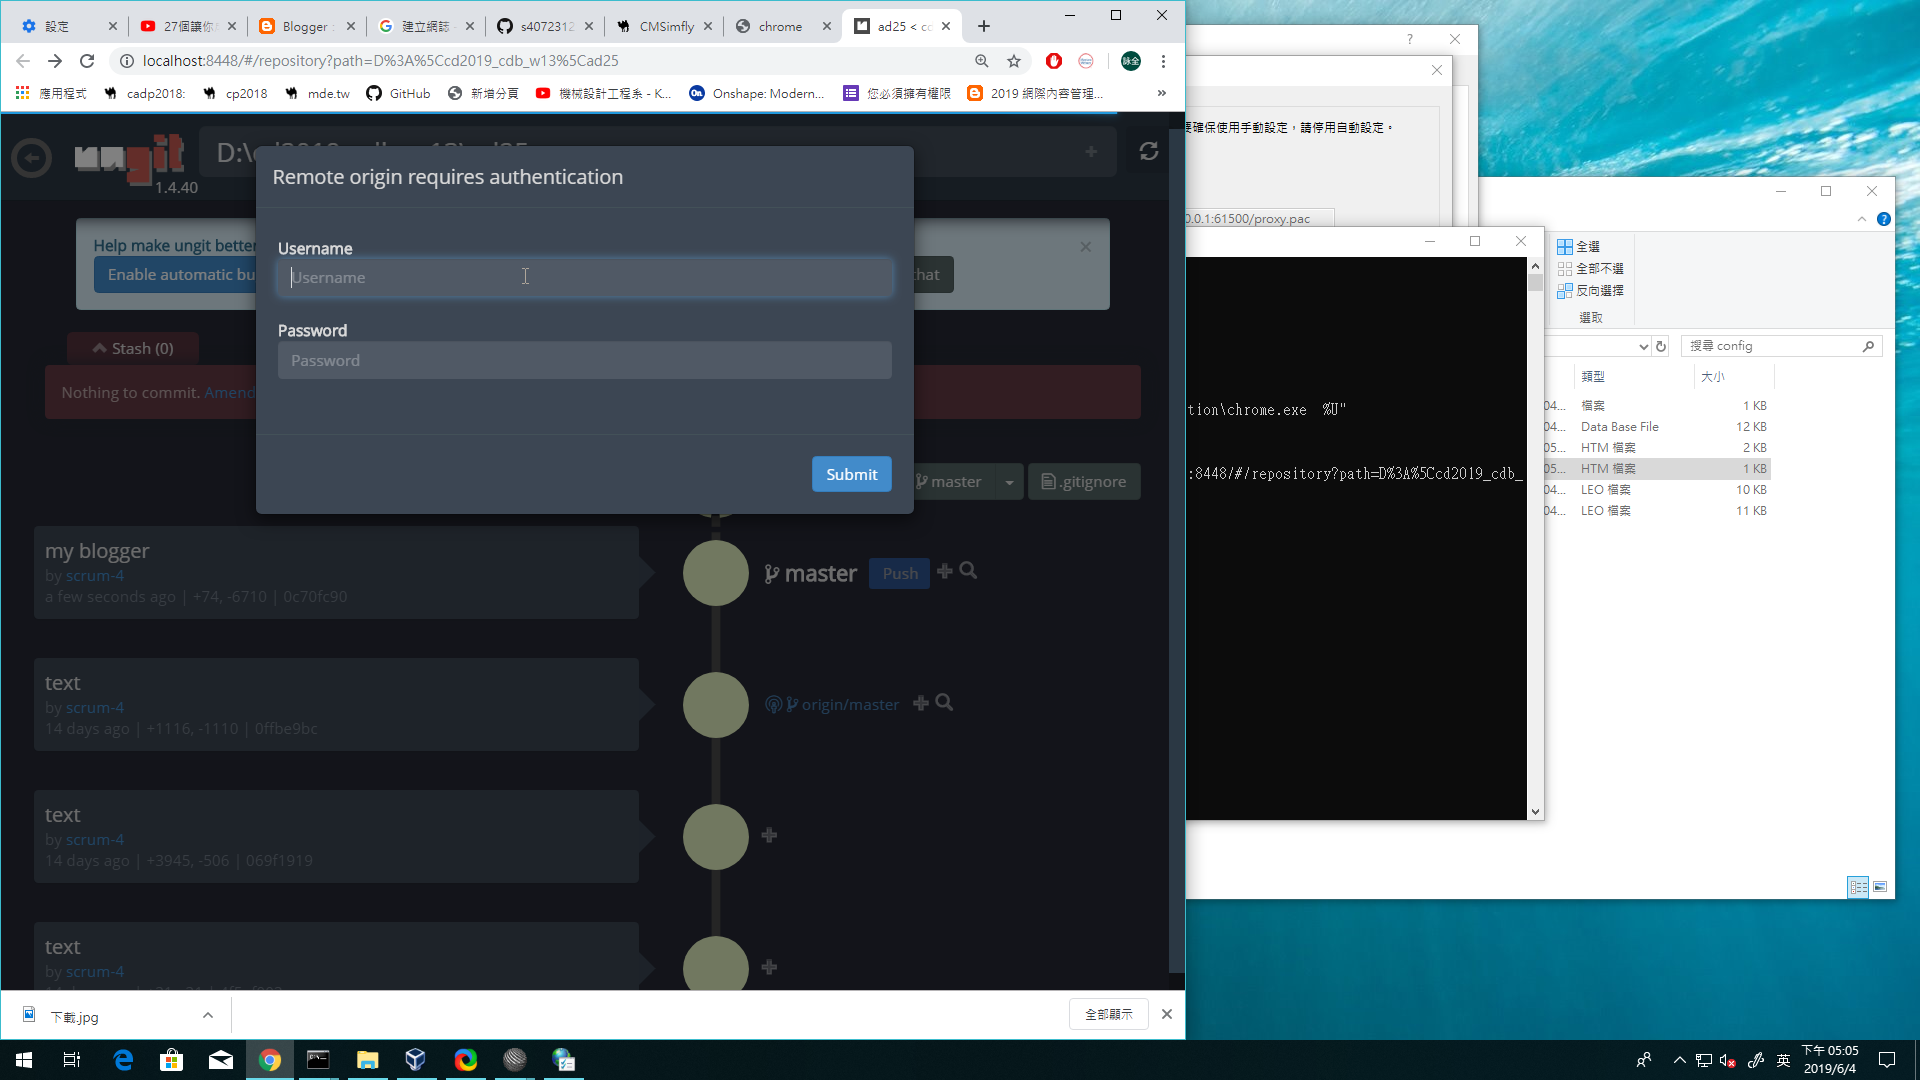 設定
27個讓你
Blogger
建立網誌
s4072312
CMSimfly
chrome
ad25 < cc
localhost:8448/#/repository?path=D%3A%5Ccd2019_cdb_w13%5Cad25
應用程式
cadp2018:
cp2018
mde.tw
GitHub
新增分頁
機械設計工程系 - K...
Onshape: Modern...
您必須擁有權限
2019 網際內容管理...
»
ungit
1.4.40
Remote origin requires authentication
Help make ungit better
Enable automatic bu
chat
Username
Username
Password
Password
Submit
Stash (0)
Nothing to commit. Amend
master
.gitignore
my blogger
by scrum-4
a few seconds ago | +74, -6710 | 0c70fc90
master
Push
text
by scrum-4
14 days ago | +1116, -1110 | 0ffbe9bc
origin/master
text
by scrum-4
14 days ago | +3945, -506 | 069f1919
text
by scrum-4
下載.jpg
全部顯示
要確保使用手動設定，請停用自動設定。
0.0.1:61500/proxy.pac
tion\chrome.exe %U"
:8448/#/repository?path=D%3A%5Ccd2019_cdb_
全選
全部不選
反向選擇
選取
搜尋 config
類型
大小
04... 檔案 1 KB
04... Data Base File 12 KB
05... HTM 檔案 2 KB
05... HTM 檔案 1 KB
04... LEO 檔案 10 KB
04... LEO 檔案 11 KB
英
下午 05:05
2019/6/4